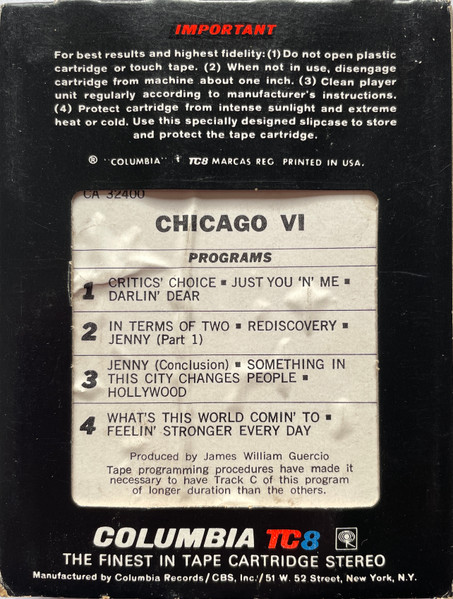 IMPORTANT
For best results and highest fidelity: (1) Do not open plastic
cartridge or touch tape. (2) When not in use, disengage
cartridge from machine about one inch. (3) Clean player
unit regularly according to manufacturer's instructions.
(4) Protect cartridge from intense sunlight and extreme
heat or cold. Use this specially designed slipcase to store
and protect the tape cartridge.
® "COLUMBIA" TC8 MARCAS REG. PRINTED IN USA.
CA 32400
CHICAGO VI
PROGRAMS
1 CRITICS' CHOICE ▪ JUST YOU 'N' ME ▪
DARLIN' DEAR
2 IN TERMS OF TWO ▪ REDISCOVERY ▪
JENNY (Part 1)
3 JENNY (Conclusion) ▪ SOMETHING IN
THIS CITY CHANGES PEOPLE ▪
HOLLYWOOD
4 WHAT'S THIS WORLD COMIN' TO ▪
FEELIN' STRONGER EVERY DAY
Produced by James William Guercio
Tape programming procedures have made it
necessary to have Track C of this program
of longer duration than the others.
COLUMBIA TC8
THE FINEST IN TAPE CARTRIDGE STEREO
Manufactured by Columbia Records/CBS, Inc./51 W. 52 Street, New York, N.Y.